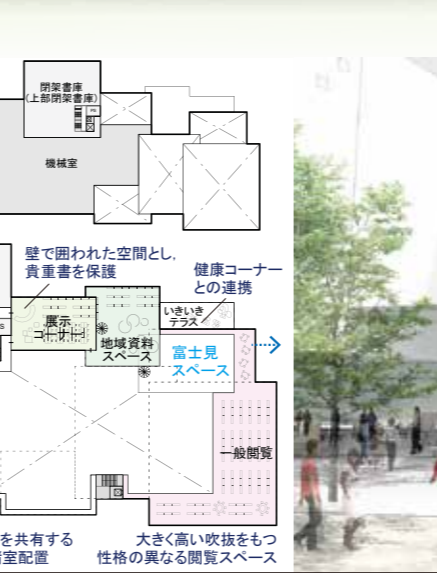 閉架書庫
(上部閉架書庫)
機械室
壁で囲われた空間とし,
貴重書を保護
健康コーナー
との連携
いきいき
テラス
展示
コーナー
地域資料
スペース
富士見
スペース
一般閲覧
を共有する
室配置
大きく高い吹抜をもつ
性格の異なる閲覧スペース